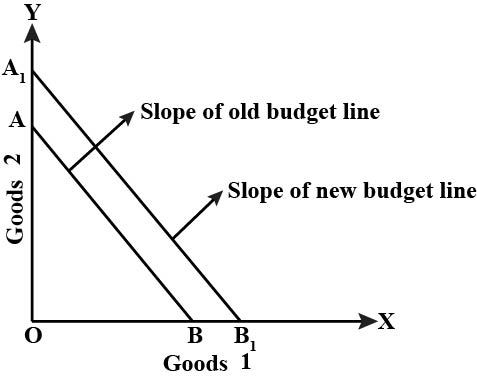 Y
A₁
Slope of old budget line
A
Goods 2
Slope of new budget line
X
O
B
B₁
Goods 1